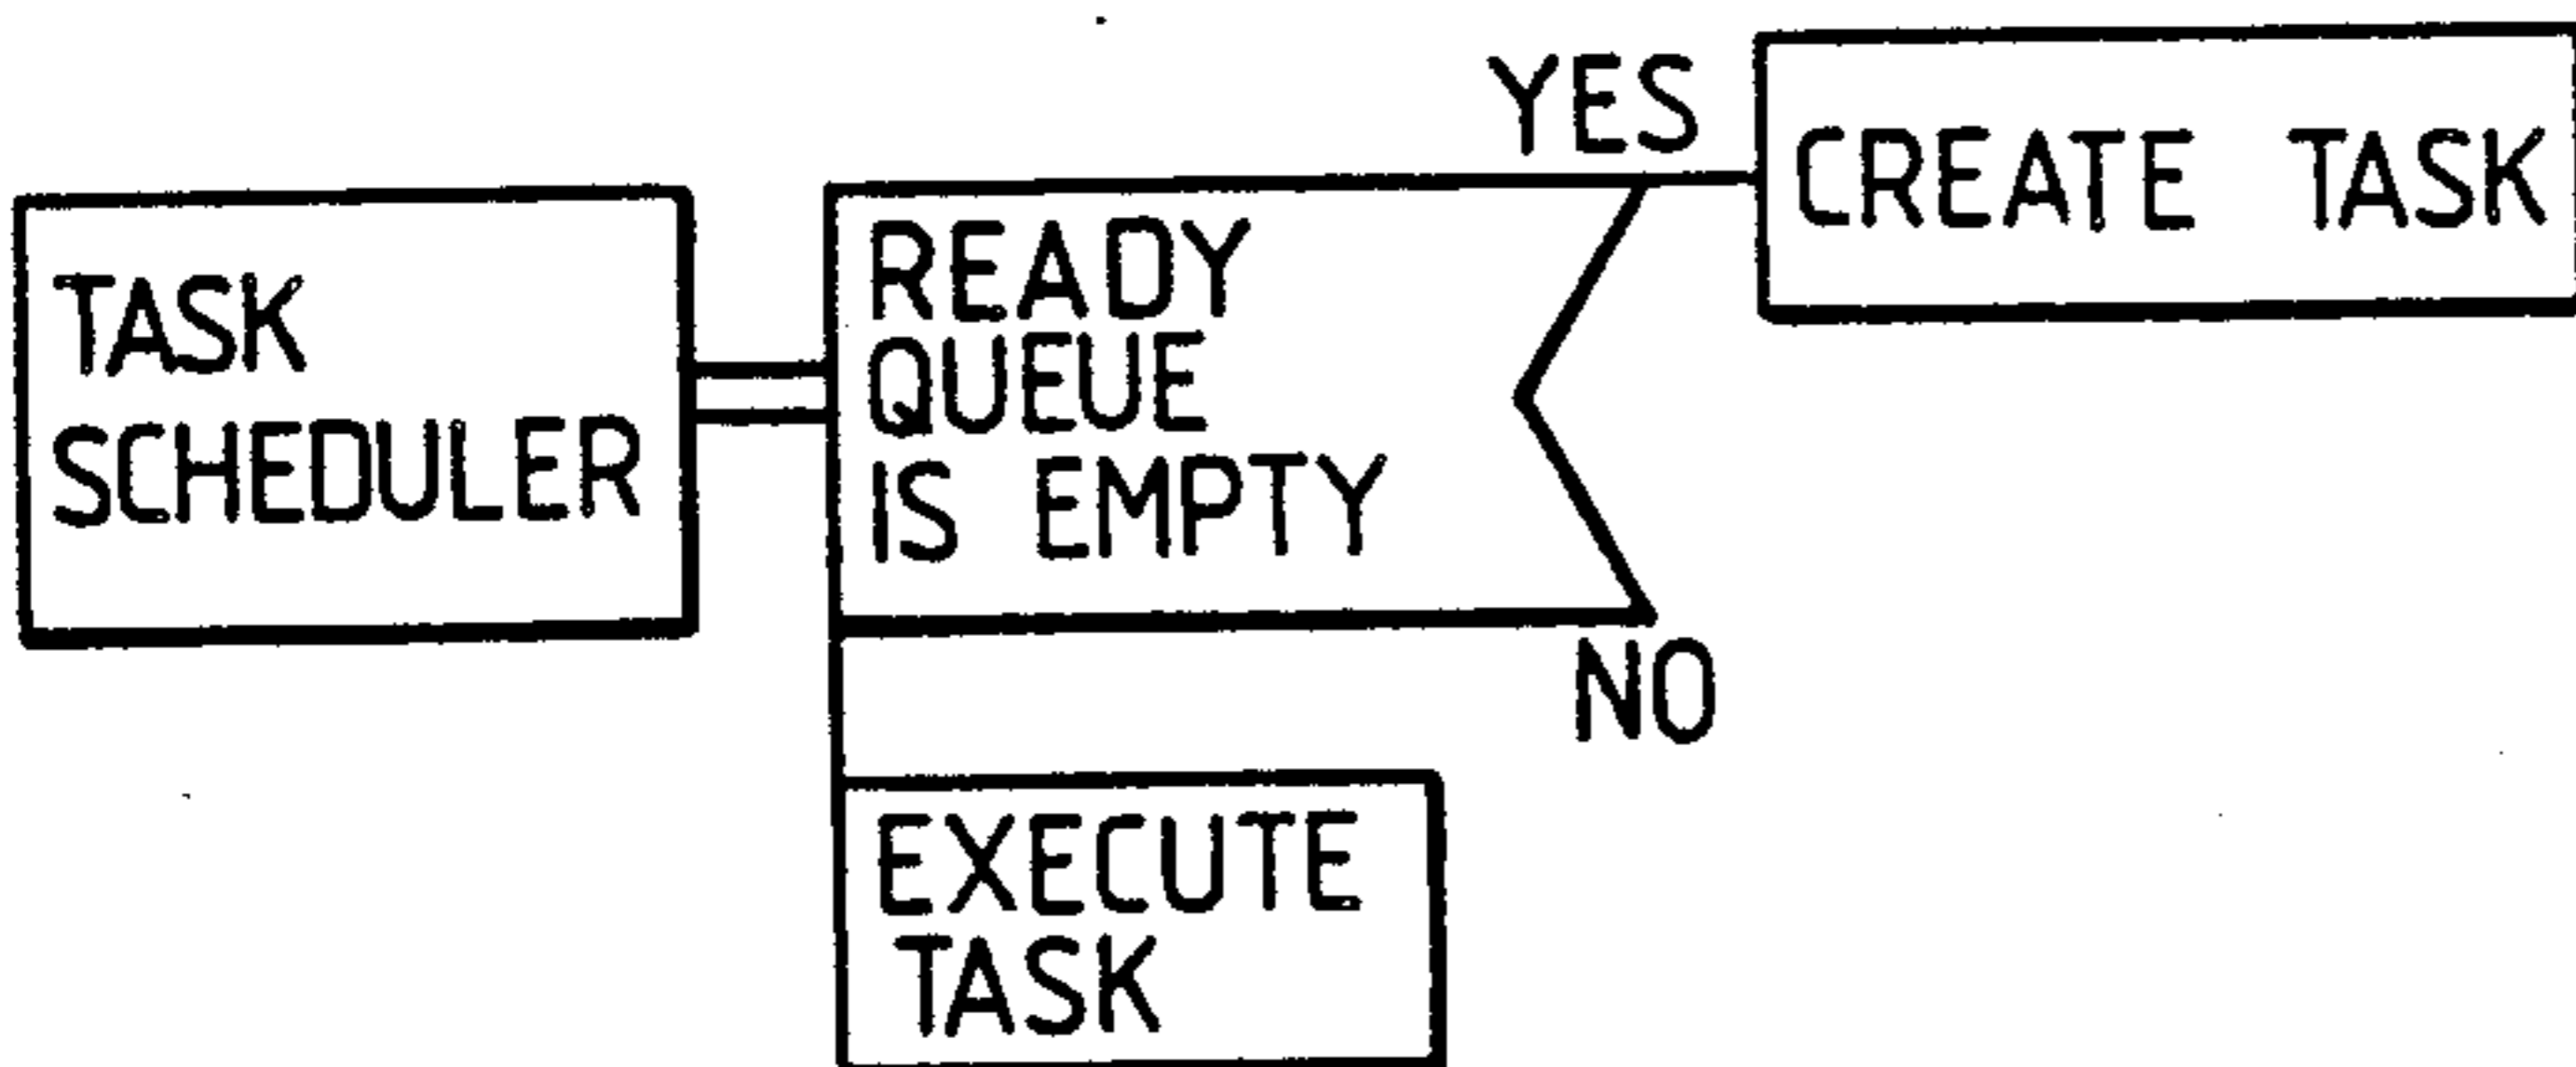 TASK
SCHEDULER
READY
QUEUE
IS EMPTY
YES
CREATE TASK
NO
EXECUTE
TASK